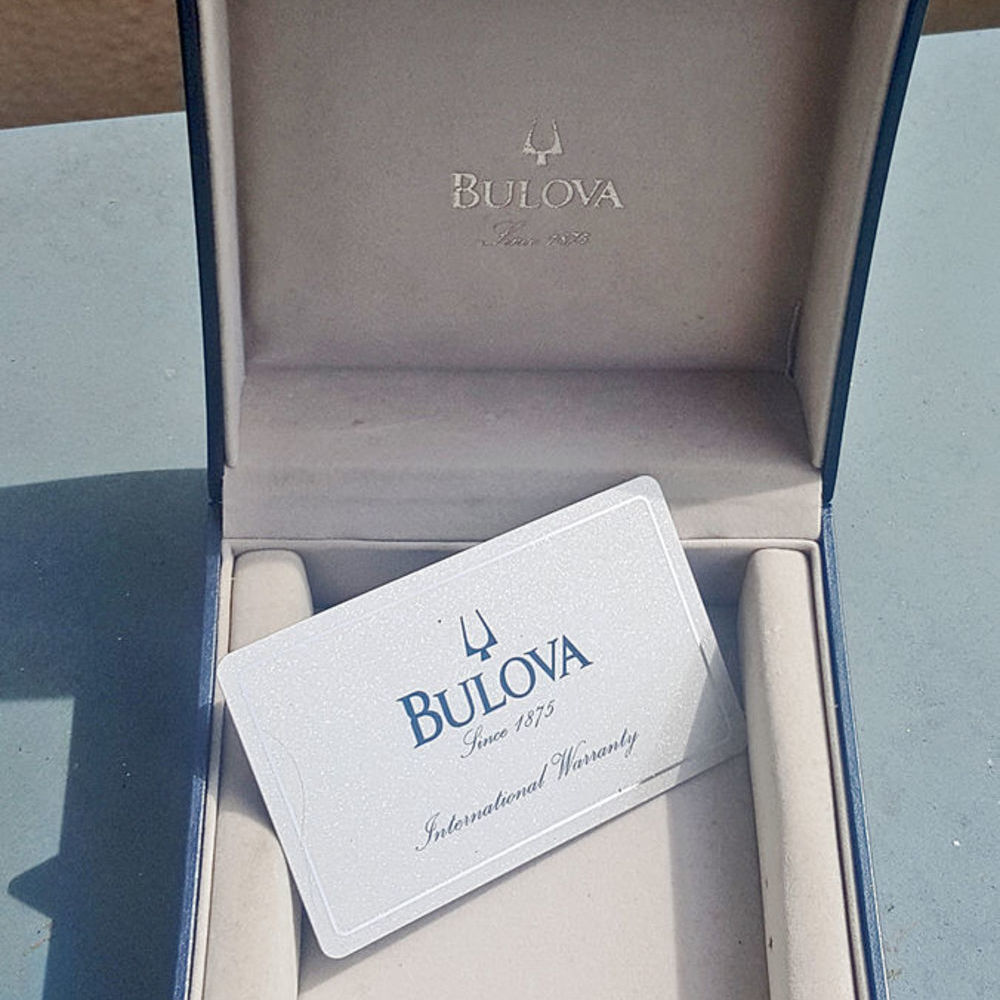 BULOVA
Since 1875
BULOVA
Since 1875
International Warranty